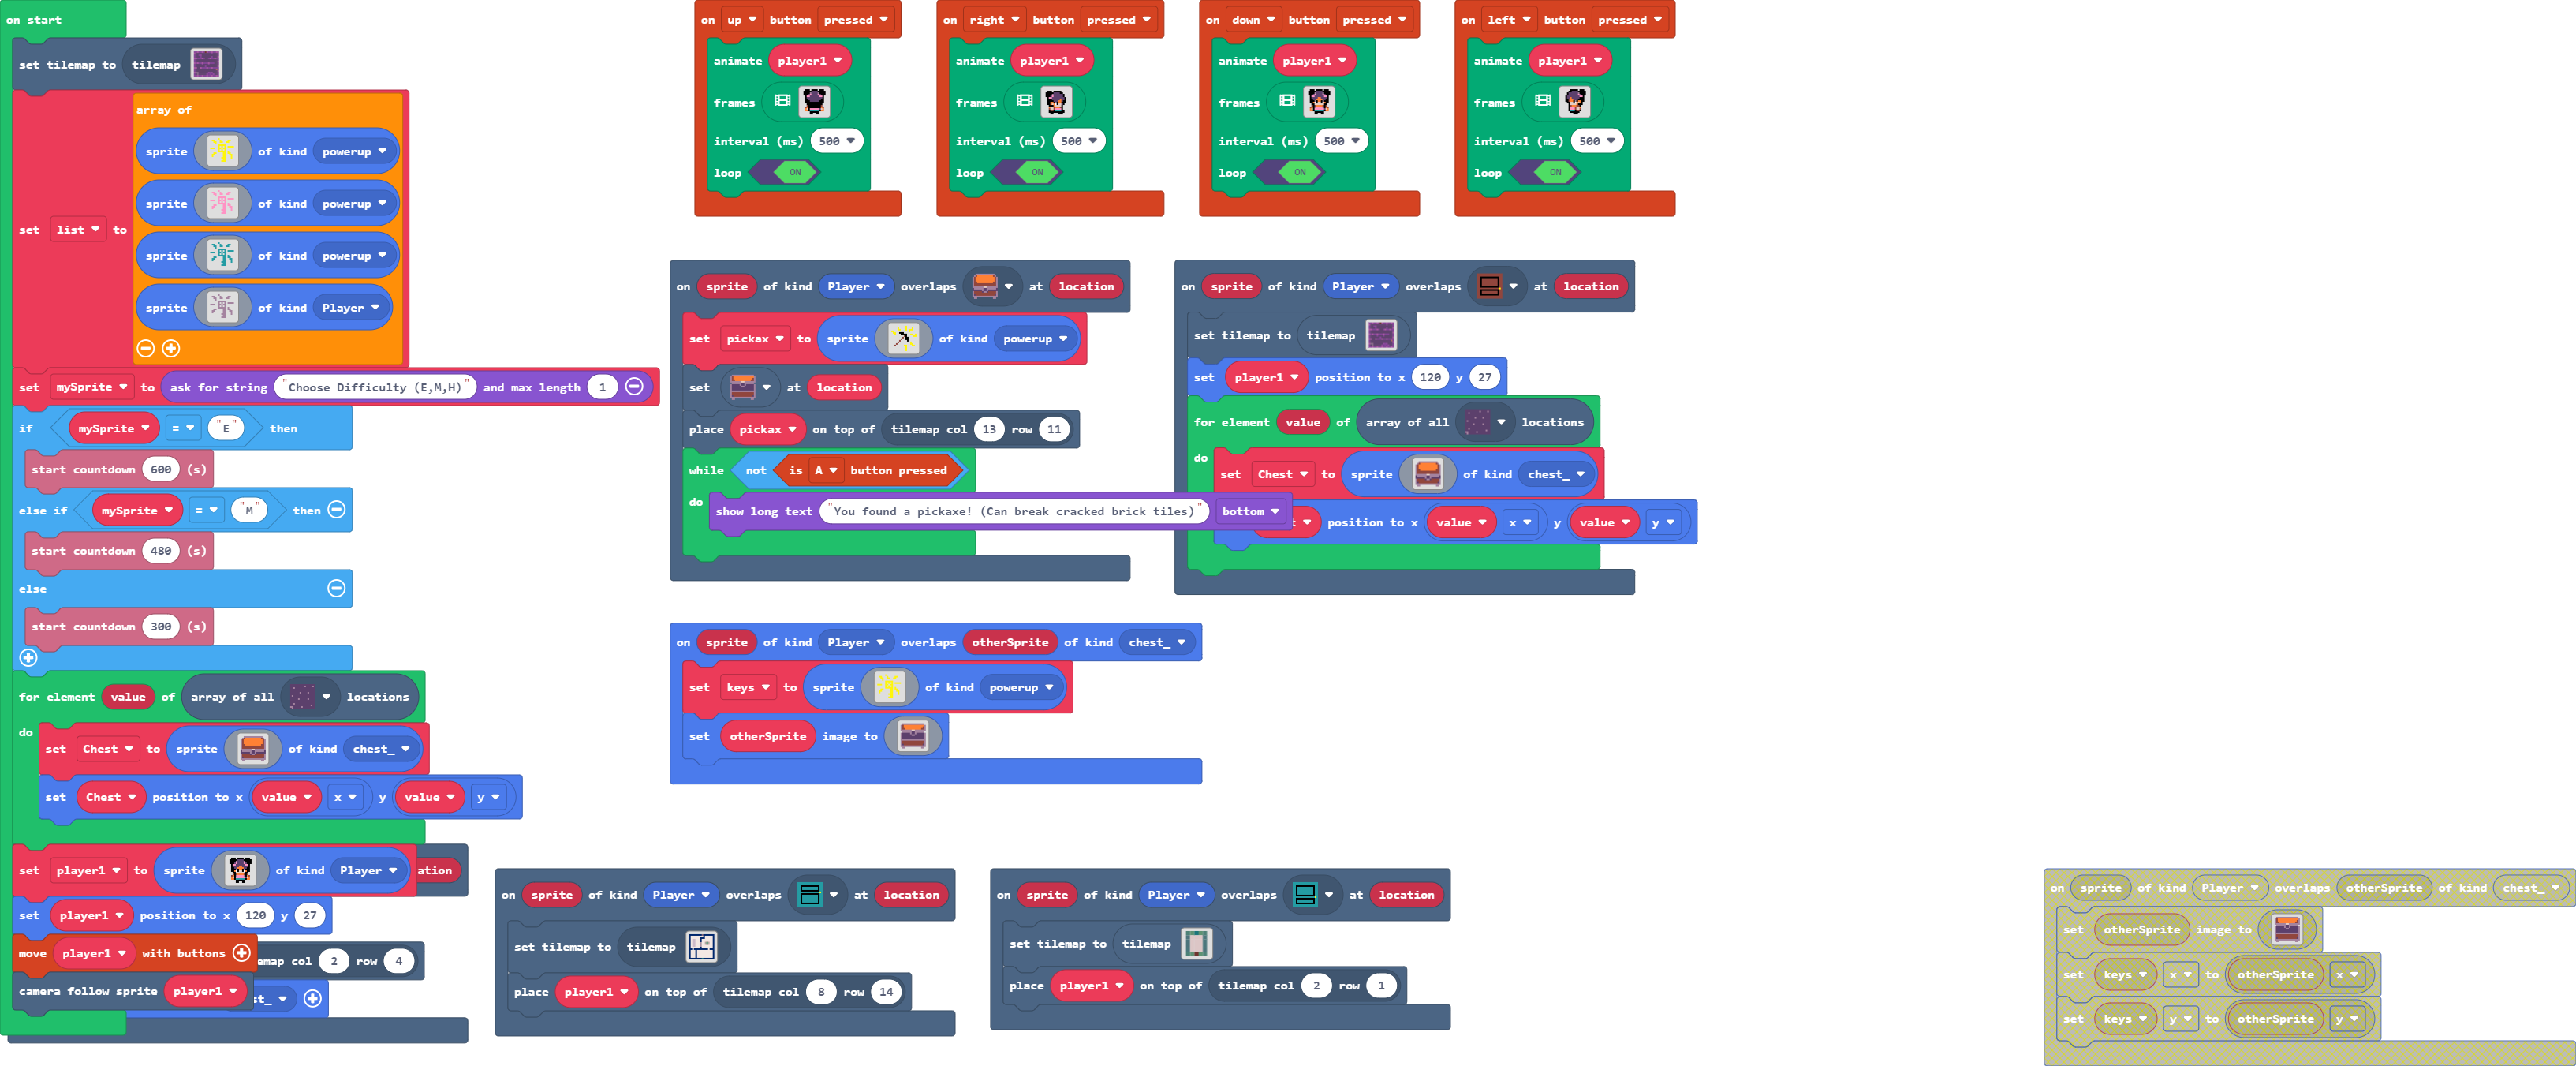 on start
set tilemap to tilemap
set list to array of
sprite of kind powerup
sprite of kind powerup
sprite of kind powerup
sprite of kind Player
set mySprite to ask for string "Choose Difficulty (E,M,H)" and max length 1
if mySprite = "E" then
start countdown 600 (s)
else if mySprite = "M" then
start countdown 480 (s)
else
start countdown 300 (s)
for element value of array of all locations
do
set Chest to sprite of kind chest_
set Chest position to x value x y value y
set player1 to sprite of kind Player
ation
set player1 position to x 120 y 27
move player1 with buttons
emap col 2 row 4
camera follow sprite player1
st_
on up button pressed
animate player1
frames
interval (ms) 500
loop ON
on right button pressed
animate player1
frames
interval (ms) 500
loop ON
on down button pressed
animate player1
frames
interval (ms) 500
loop ON
on left button pressed
animate player1
frames
interval (ms) 500
loop ON
on sprite of kind Player overlaps at location
set pickax to sprite of kind powerup
set at location
place pickax on top of tilemap col 13 row 11
while not is A button pressed
do
show long text "You found a pickaxe! (Can break cracked brick tiles)" bottom
on sprite of kind Player overlaps at location
set tilemap to tilemap
set player1 position to x 120 y 27
for element value of array of all locations
do
set Chest to sprite of kind chest_
t position to x value x y value y
on sprite of kind Player overlaps otherSprite of kind chest_
set keys to sprite of kind powerup
set otherSprite image to
on sprite of kind Player overlaps at location
set tilemap to tilemap
place player1 on top of tilemap col 8 row 14
on sprite of kind Player overlaps at location
set tilemap to tilemap
place player1 on top of tilemap col 2 row 1
on sprite of kind Player overlaps otherSprite of kind chest_
set otherSprite image to
set keys x to otherSprite x
set keys y to otherSprite y